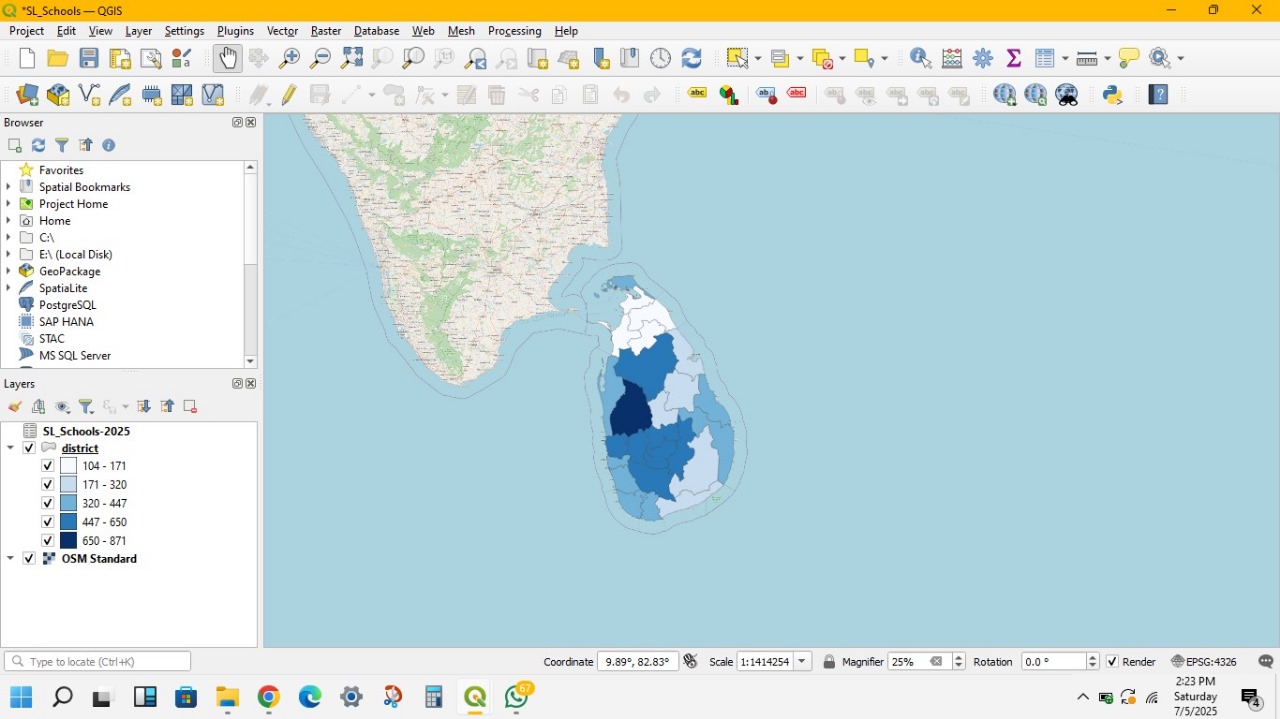 *SL_Schools — QGIS
Project Edit View Layer Settings Plugins Vector Raster Database Web Mesh Processing Help
Browser
Favorites
Spatial Bookmarks
Project Home
Home
C:\
E:\ (Local Disk)
GeoPackage
SpatiaLite
PostgreSQL
SAP HANA
STAC
MS SQL Server
Layers
SL_Schools-2025
district
104 - 171
171 - 320
320 - 447
447 - 650
650 - 871
OSM Standard
Type to locate (Ctrl+K)
Coordinate 9.89°, 82.83° Scale 1:1414254 Magnifier 25% Rotation 0.0 ° Render EPSG:4326
67
2:23 PM
Saturday
7/5/2025
4